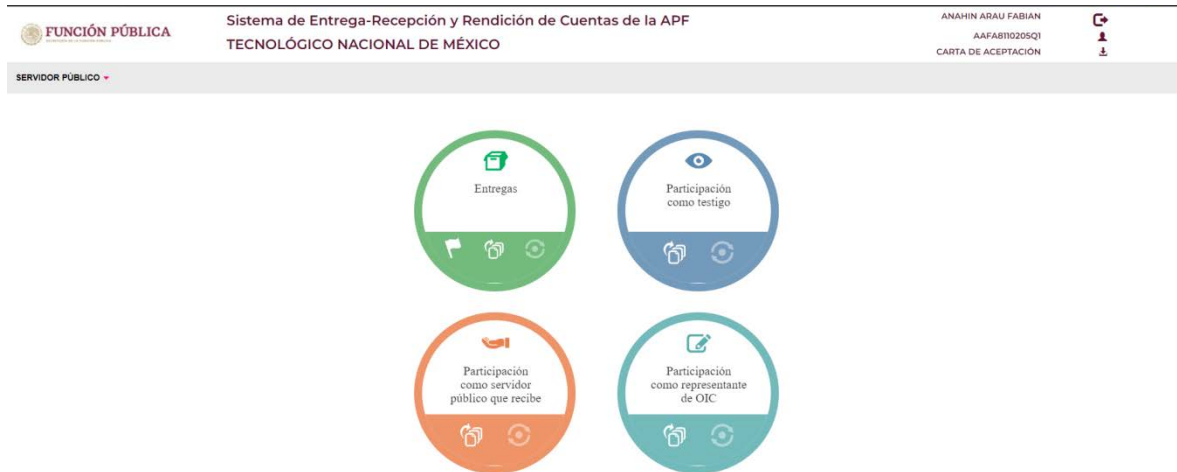 FUNCIÓN PÚBLICA
Sistema de Entrega-Recepción y Rendición de Cuentas de la APF
TECNOLÓGICO NACIONAL DE MÉXICO
ANAHIN ARAU FABIAN
AAFA8110205Q1
CARTA DE ACEPTACIÓN
SERVIDOR PÚBLICO
Entregas
Participación
como testigo
Participación
como servidor
público que recibe
Participación
como representante
de OIC